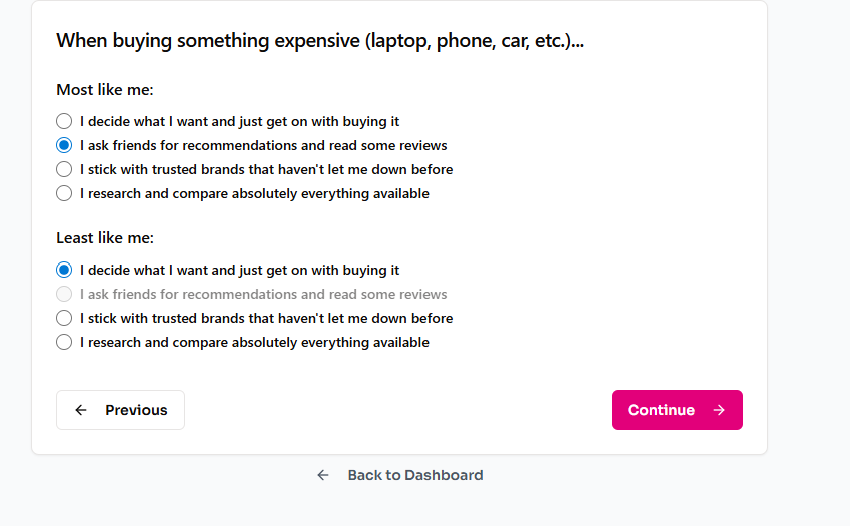 When buying something expensive (laptop, phone, car, etc.)...
Most like me:
I decide what I want and just get on with buying it
I ask friends for recommendations and read some reviews
I stick with trusted brands that haven't let me down before
I research and compare absolutely everything available
Least like me:
I decide what I want and just get on with buying it
I ask friends for recommendations and read some reviews
I stick with trusted brands that haven't let me down before
I research and compare absolutely everything available
← Previous
Continue →
← Back to Dashboard